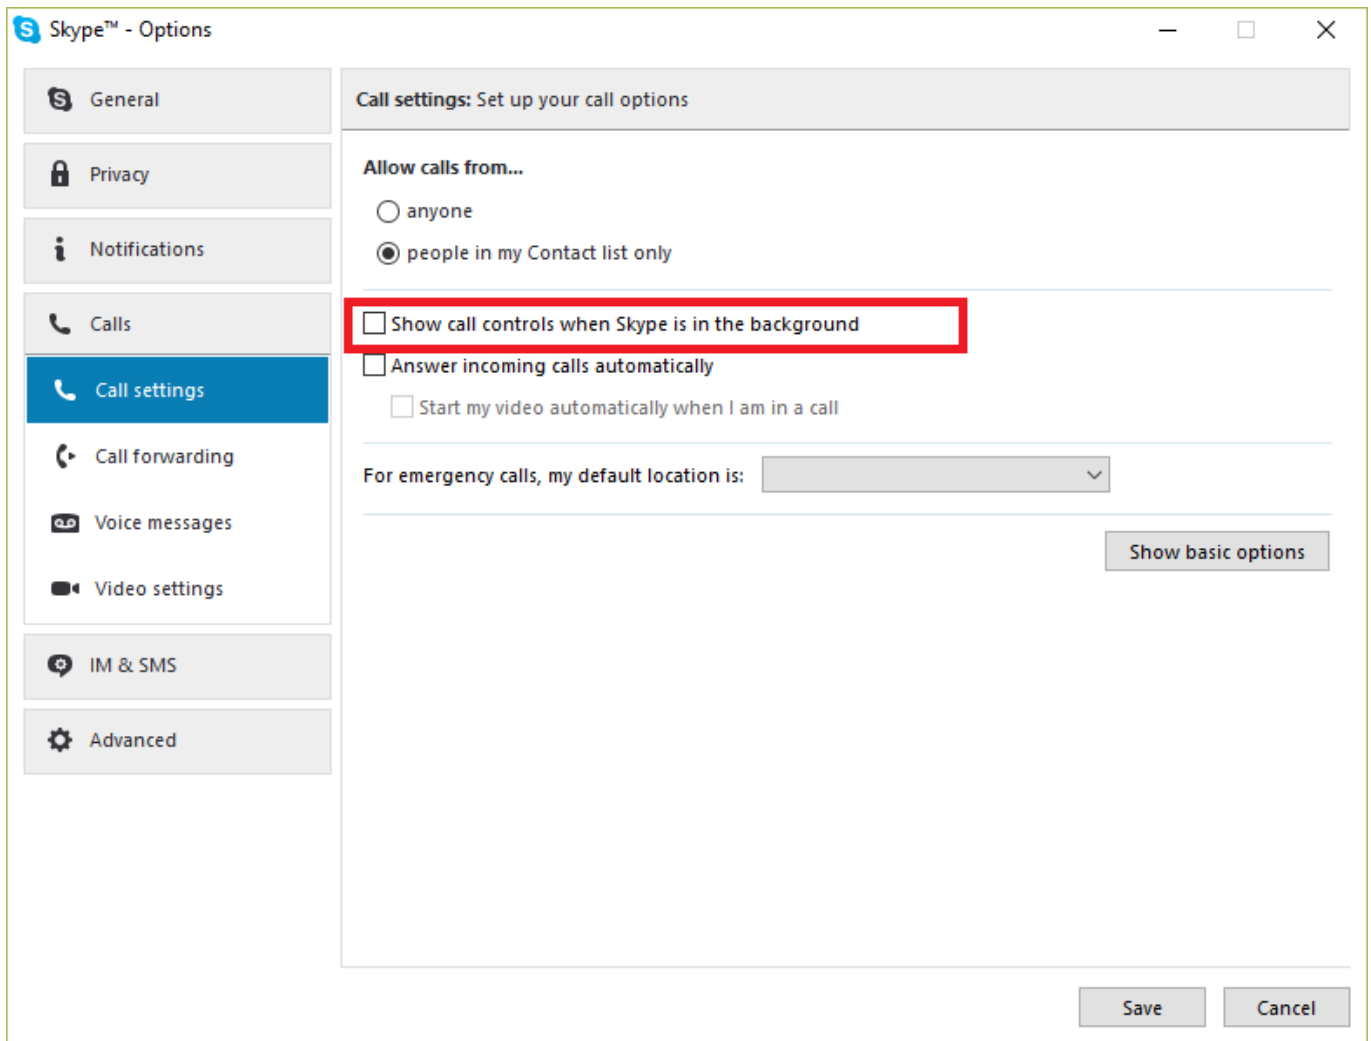 Skype™ - Options
General
Privacy
Notifications
Calls
Call settings
Call forwarding
Voice messages
Video settings
IM & SMS
Advanced
Call settings: Set up your call options
Allow calls from...
anyone
people in my Contact list only
Show call controls when Skype is in the background
Answer incoming calls automatically
Start my video automatically when I am in a call
For emergency calls, my default location is:
Show basic options
Save
Cancel